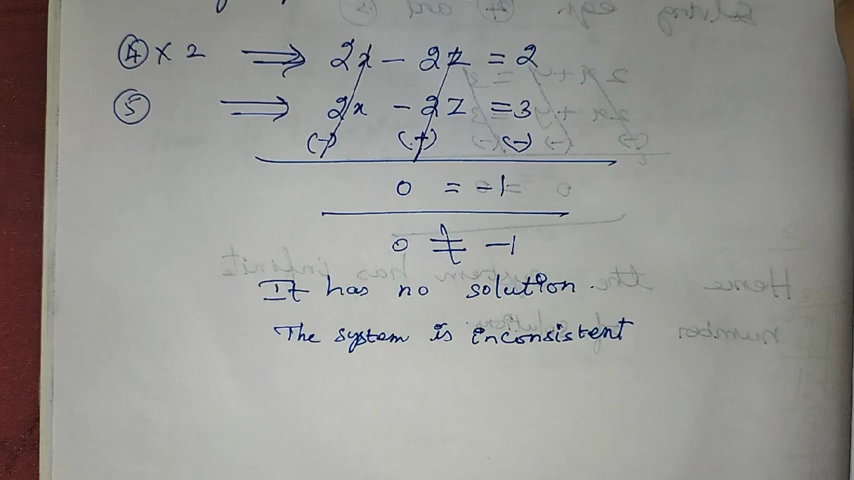 ④ × 2 ⟹ 2x - 2z = 2
⑤ ⟹ 2x - 2z = 3
(-) (+) (-)
0 = -1
0 ≠ -1
It has no solution.
The system is inconsistent